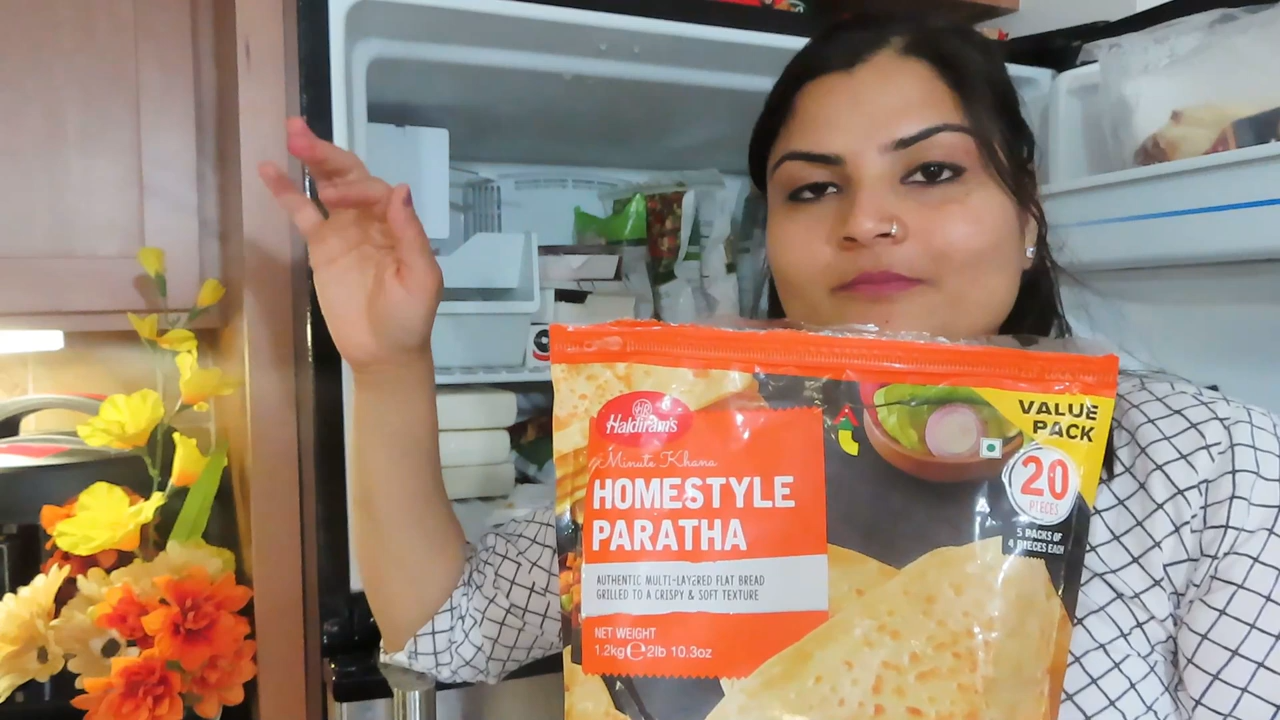 Haldiram's
Minute Khana
HOMESTYLE
PARATHA
AUTHENTIC MULTI-LAYERED FLAT BREAD
GRILLED TO A CRISPY & SOFT TEXTURE
NET WEIGHT
1.2kg℮2lb 10.3oz
VALUE
PACK
20
PIECES
5 PACKS OF
4 PIECES EACH